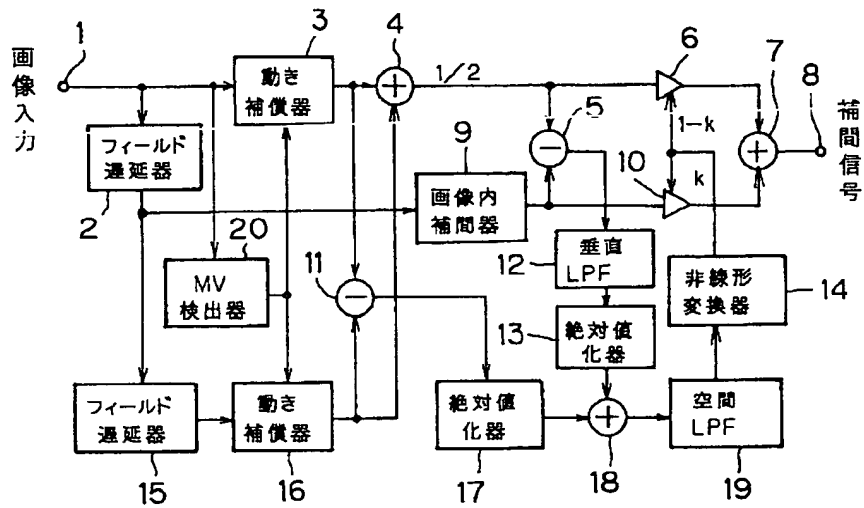 画像入力
1
3
動き
補償器
4
1/2
6
7
8
補間信号
フィールド
遅延器
2
5
1-k
k
10
9
画像内
補間器
20
MV
検出器
11
12
垂直
LPF
13
絶対値
化器
非線形
変換器
14
フィールド
遅延器
15
動き
補償器
16
絶対値
化器
17
18
空間
LPF
19